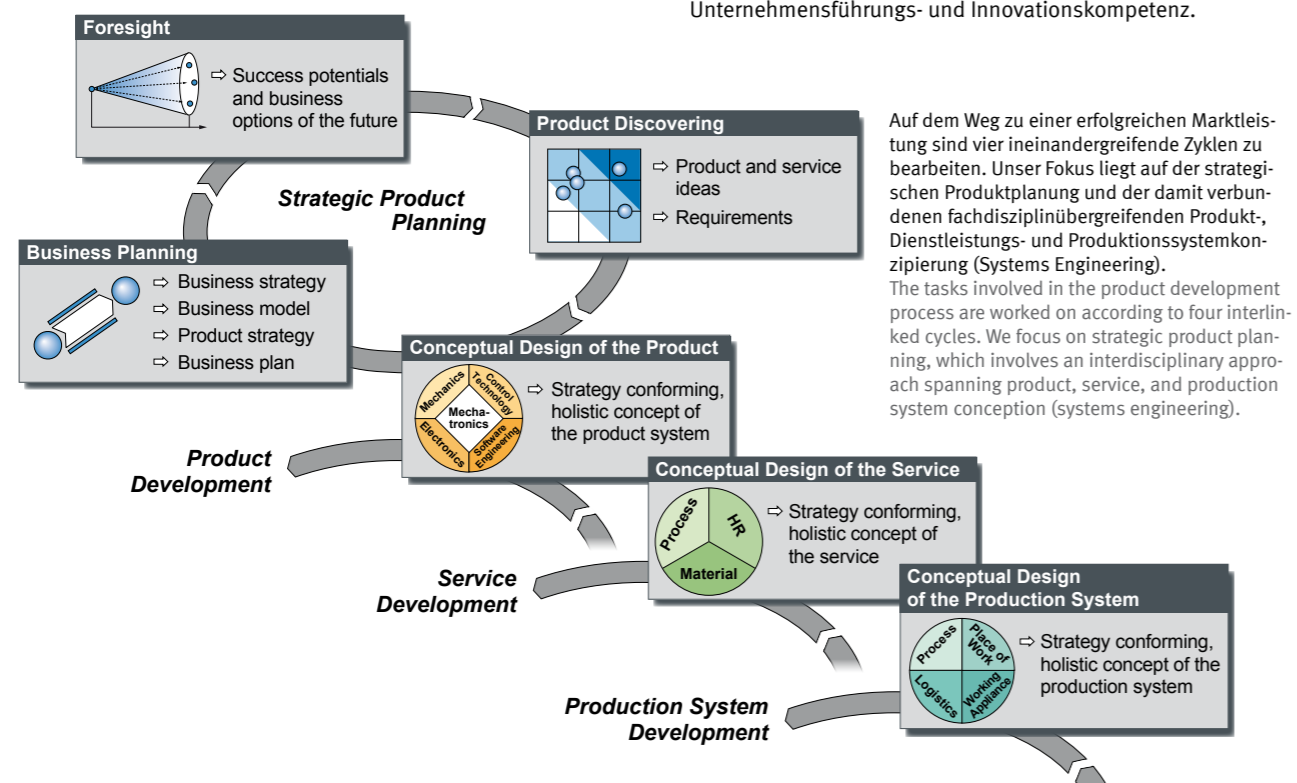 Unternehmensführungs- und Innovationskompetenz.
Foresight
⇨ Success potentials
and business
options of the future
Product Discovering
⇨ Product and service
ideas
⇨ Requirements
Strategic Product
Planning
Business Planning
⇨ Business strategy
⇨ Business model
⇨ Product strategy
⇨ Business plan
Auf dem Weg zu einer erfolgreichen Marktleis-
tung sind vier ineinandergreifende Zyklen zu
bearbeiten. Unser Fokus liegt auf der strategi-
schen Produktplanung und der damit verbun-
denen fachdisziplinübergreifenden Produkt-,
Dienstleistungs- und Produktionssystemkon-
zipierung (Systems Engineering).
The tasks involved in the product development
process are worked on according to four interlin-
ked cycles. We focus on strategic product plan-
ning, which involves an interdisciplinary appro-
ach spanning product, service, and production
system conception (systems engineering).
Conceptual Design of the Product
Mechanics
Control
Technology
Mecha-
tronics
Electronics
Software
Engineering
⇨ Strategy conforming,
holistic concept of
the product system
Product
Development
Conceptual Design of the Service
Process
HR
Material
⇨ Strategy conforming,
holistic concept of
the service
Service
Development
Conceptual Design
of the Production System
Process
Place of
Work
Logistics
Working
Appliance
⇨ Strategy conforming,
holistic concept of the
production system
Production System
Development